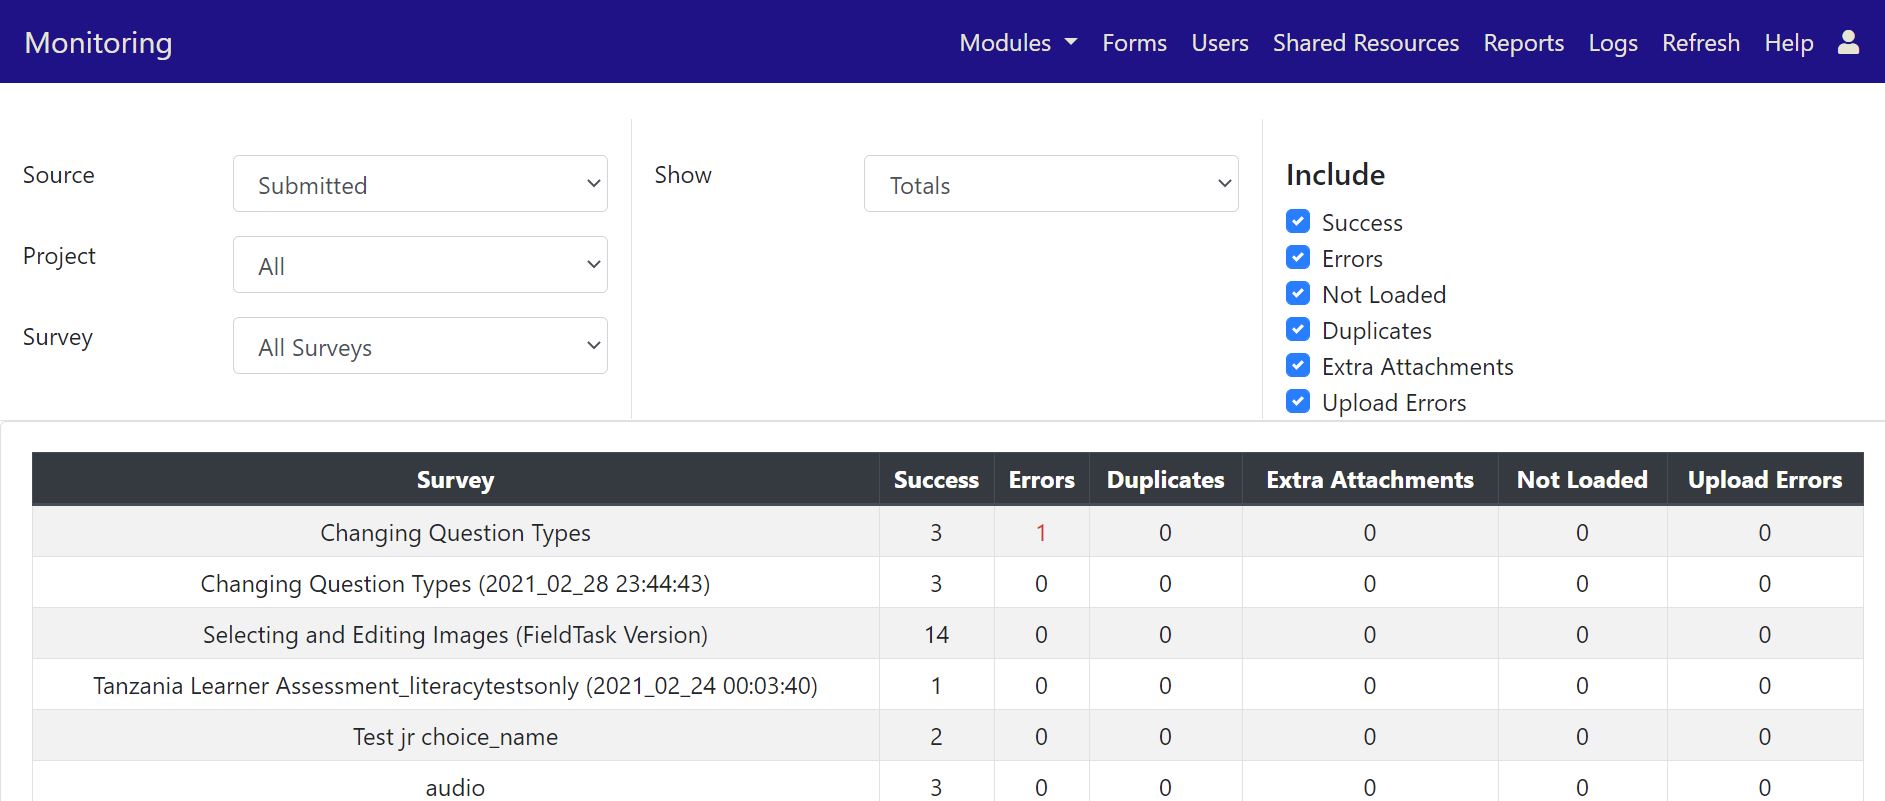 Monitoring Modules Forms Users Shared Resources Reports Logs Refresh Help
Source Submitted
Project All
Survey All Surveys
Show Totals
Include
Success
Errors
Not Loaded
Duplicates
Extra Attachments
Upload Errors
Survey Success Errors Duplicates Extra Attachments Not Loaded Upload Errors
Changing Question Types 3 1 0 0 0 0
Changing Question Types (2021_02_28 23:44:43) 3 0 0 0 0 0
Selecting and Editing Images (FieldTask Version) 14 0 0 0 0 0
Tanzania Learner Assessment_literacytestsonly (2021_02_24 00:03:40) 1 0 0 0 0 0
Test jr choice_name 2 0 0 0 0 0
audio 3 0 0 0 0 0